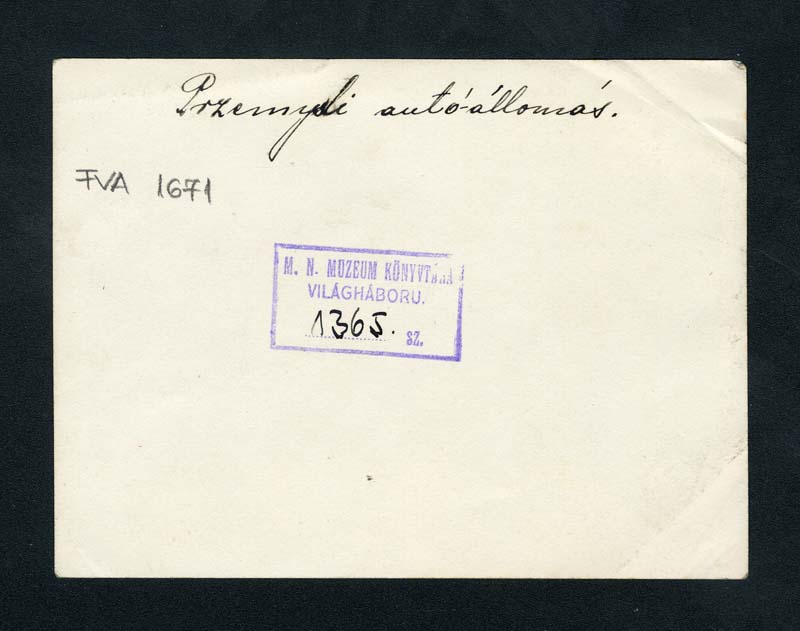 Przemysli autó-állomás.
FVA 1671
M. N. MUZEUM KÖNYVTÁRA
VILÁGHÁBORU.
1365. SZ.